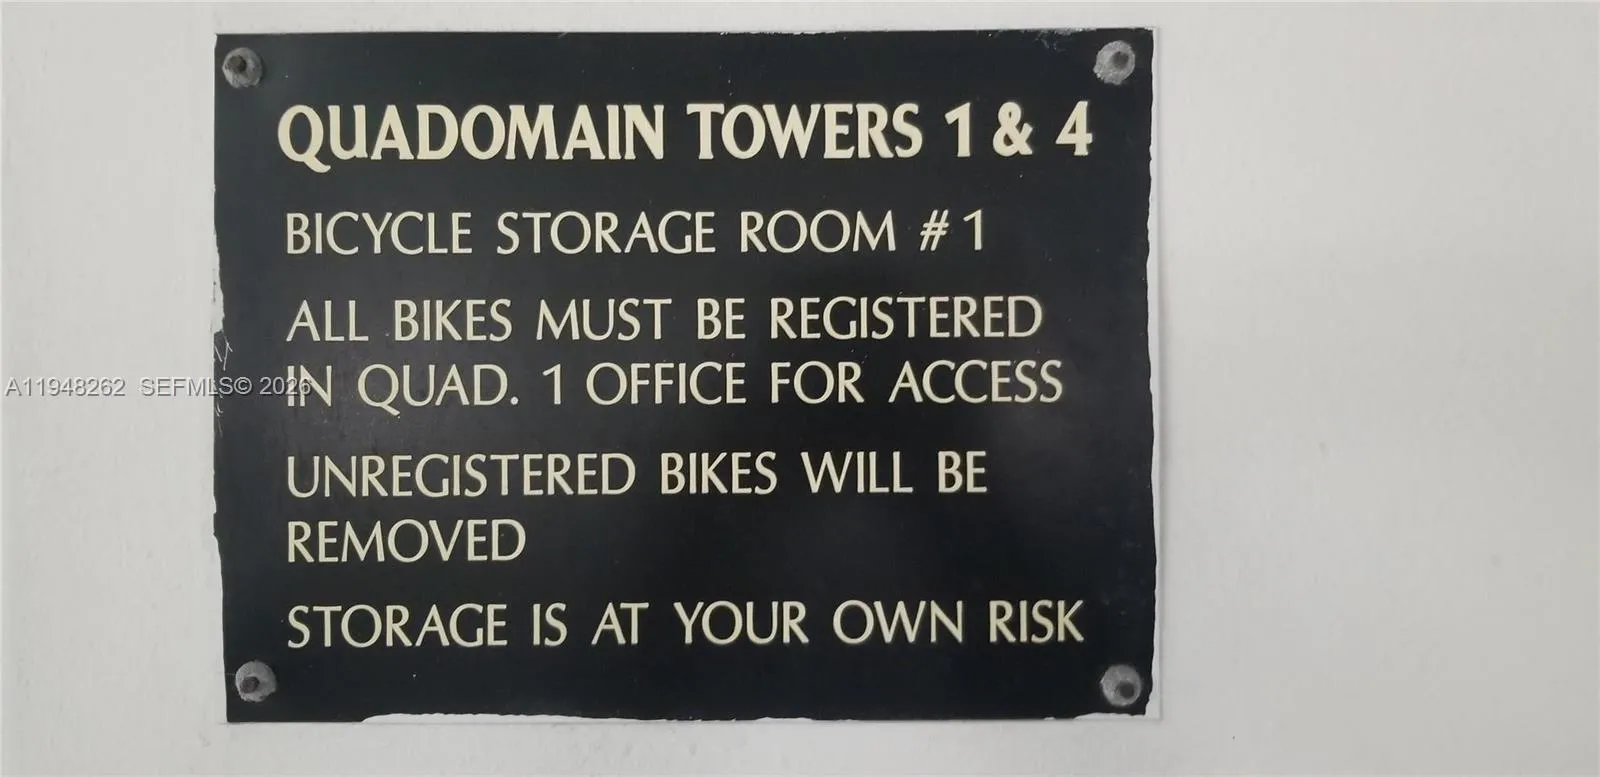 QUADOMAIN TOWERS 1 & 4
BICYCLE STORAGE ROOM # 1
ALL BIKES MUST BE REGISTERED
IN QUAD. 1 OFFICE FOR ACCESS
A11948262 SEFMLS© 2026
UNREGISTERED BIKES WILL BE
REMOVED
STORAGE IS AT YOUR OWN RISK